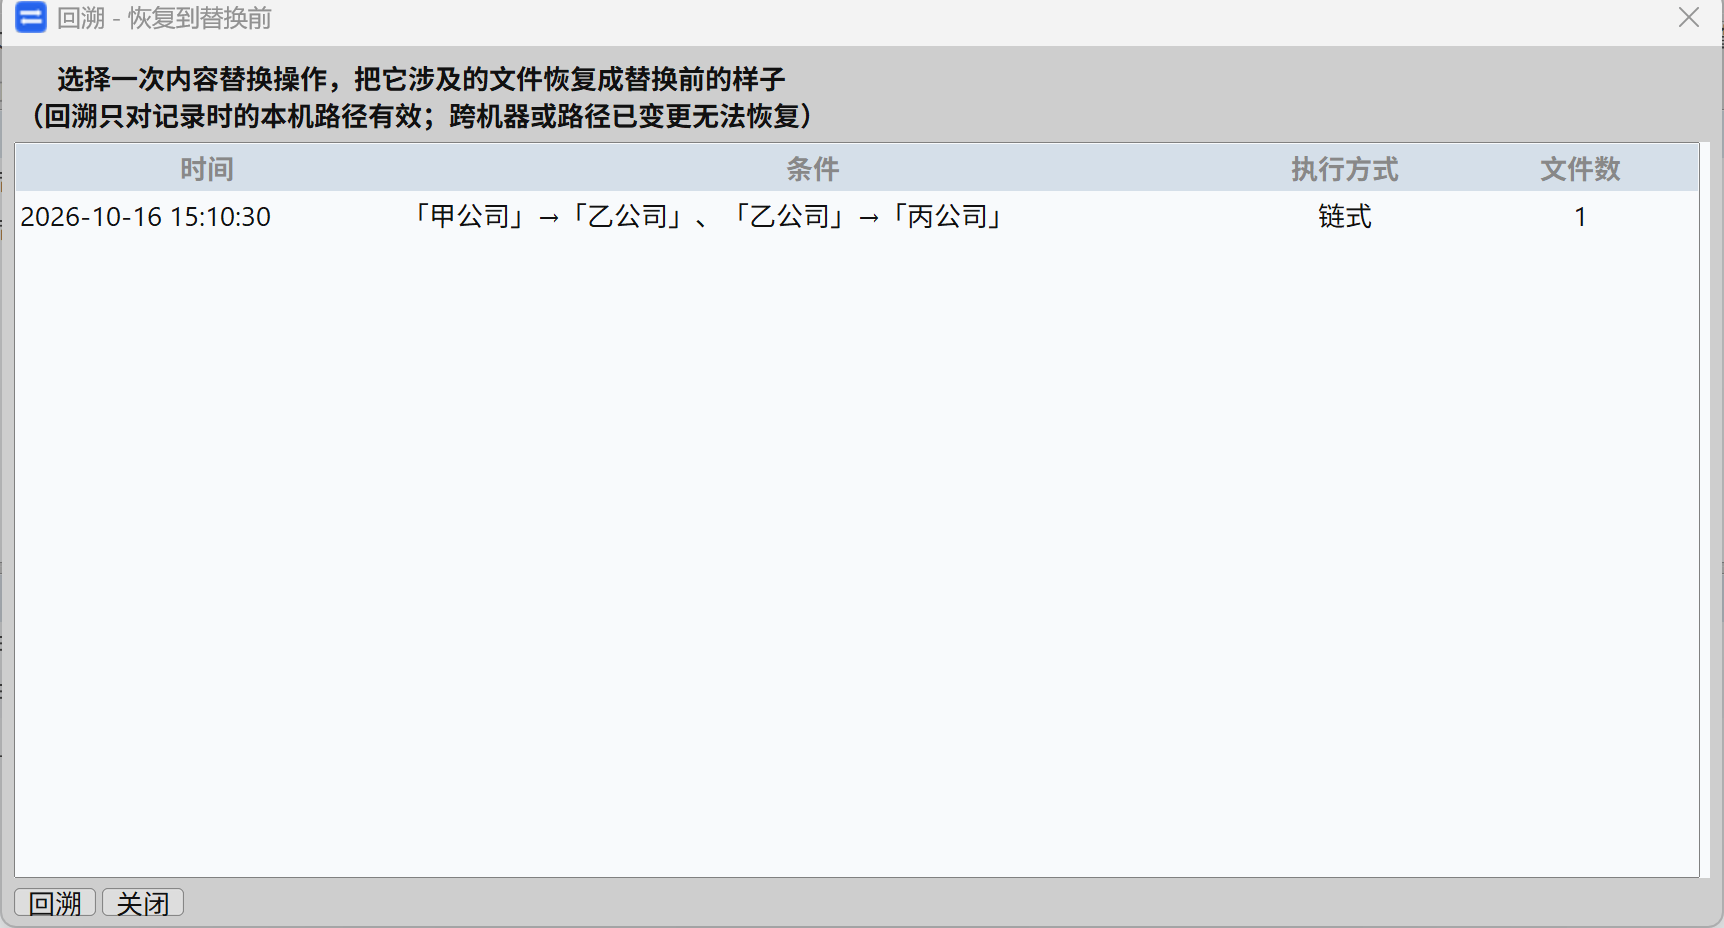 回溯 - 恢复到替换前
选择一次内容替换操作，把它涉及的文件恢复成替换前的样子
（回溯只对记录时的本机路径有效；跨机器或路径已变更无法恢复）
时间 条件 执行方式 文件数
2026-10-16 15:10:30 「甲公司」→「乙公司」、「乙公司」→「丙公司」 链式 1
回溯 关闭